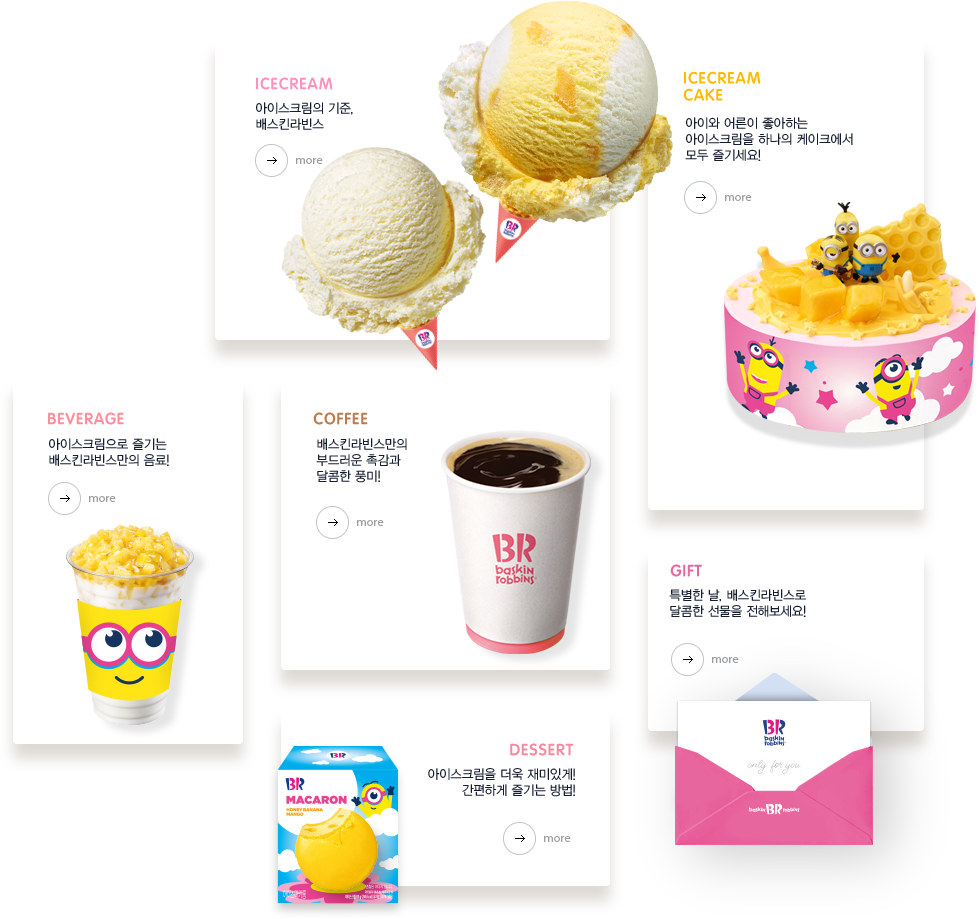 ICECREAM
아이스크림의 기준,
배스킨라빈스
more
BR
BR
ICECREAM
CAKE
아이와 어른이 좋아하는
아이스크림을 하나의 케이크에서
모두 즐기세요!
more
BEVERAGE
아이스크림으로 즐기는
배스킨라빈스만의 음료!
more
COFFEE
배스킨라빈스만의
부드러운 촉감과
달콤한 풍미!
more
BR
baskin
robbins
GIFT
특별한 날, 배스킨라빈스로
달콤한 선물을 전해보세요!
more
BR
baskin
robbins
only for you
baskin BR robbins
DESSERT
아이스크림을 더욱 재미있게!
간편하게 즐기는 방법!
more
BR
BR
MACARON
HONEY BANANA
MANGO